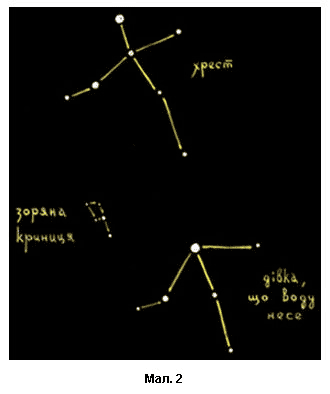 хрест
зоряна
криниця
дівка,
що воду
несе
Мал. 2